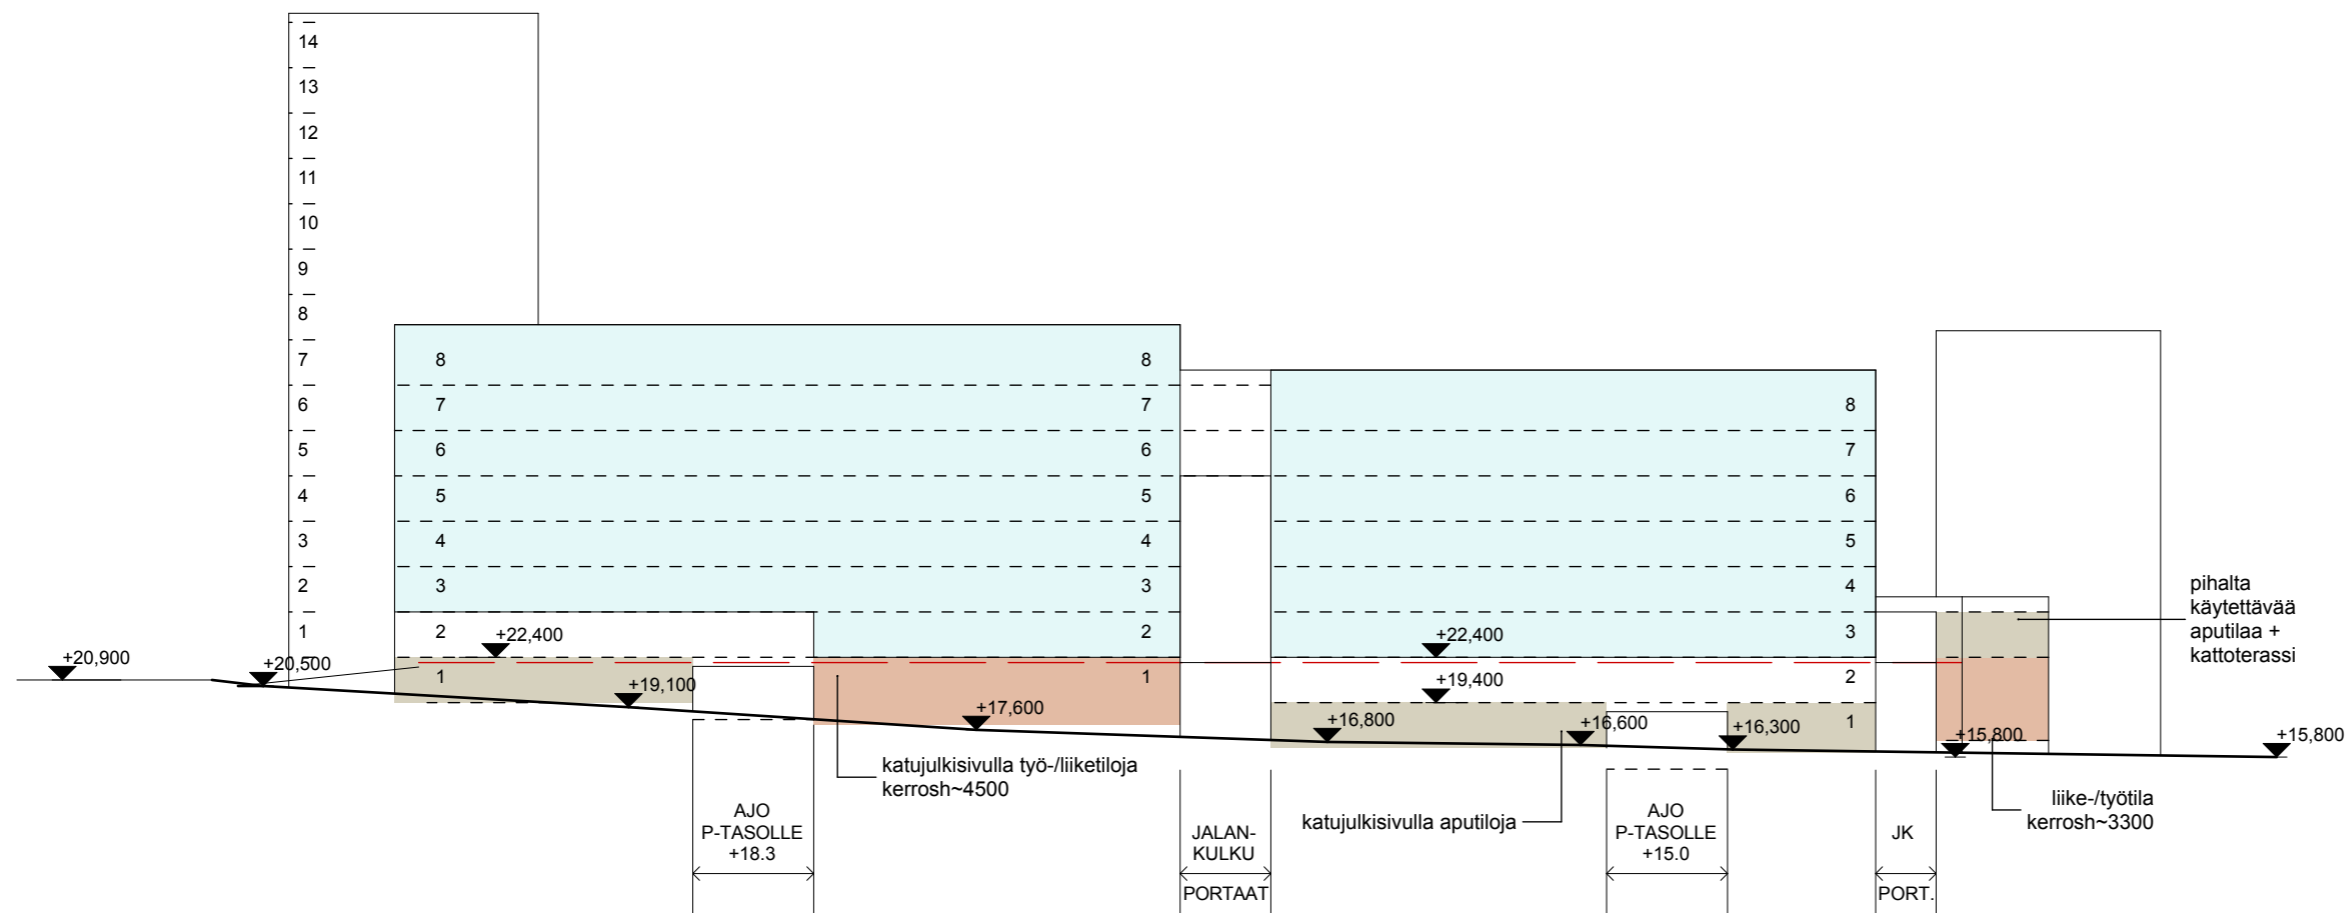 14
13
12
11
10
9
8
7
6
5
4
3
2
1
8
7
6
5
4
3
2
1
8
7
6
5
4
3
2
1
8
7
6
5
4
3
2
1
+20,900
+20,500
+22,400
+19,100
+17,600
+22,400
+19,400
+16,800
+16,600
+16,300
+15,800
+15,800
pihalta
käytettävää
aputilaa +
kattoterassi
katujulkisivulla työ-/liiketiloja
kerrosh~4500
katujulkisivulla aputiloja
liike-/työtila
kerrosh~3300
AJO
P-TASOLLE
+18.3
JALAN-
KULKU
PORTAAT
AJO
P-TASOLLE
+15.0
JK
PORT.